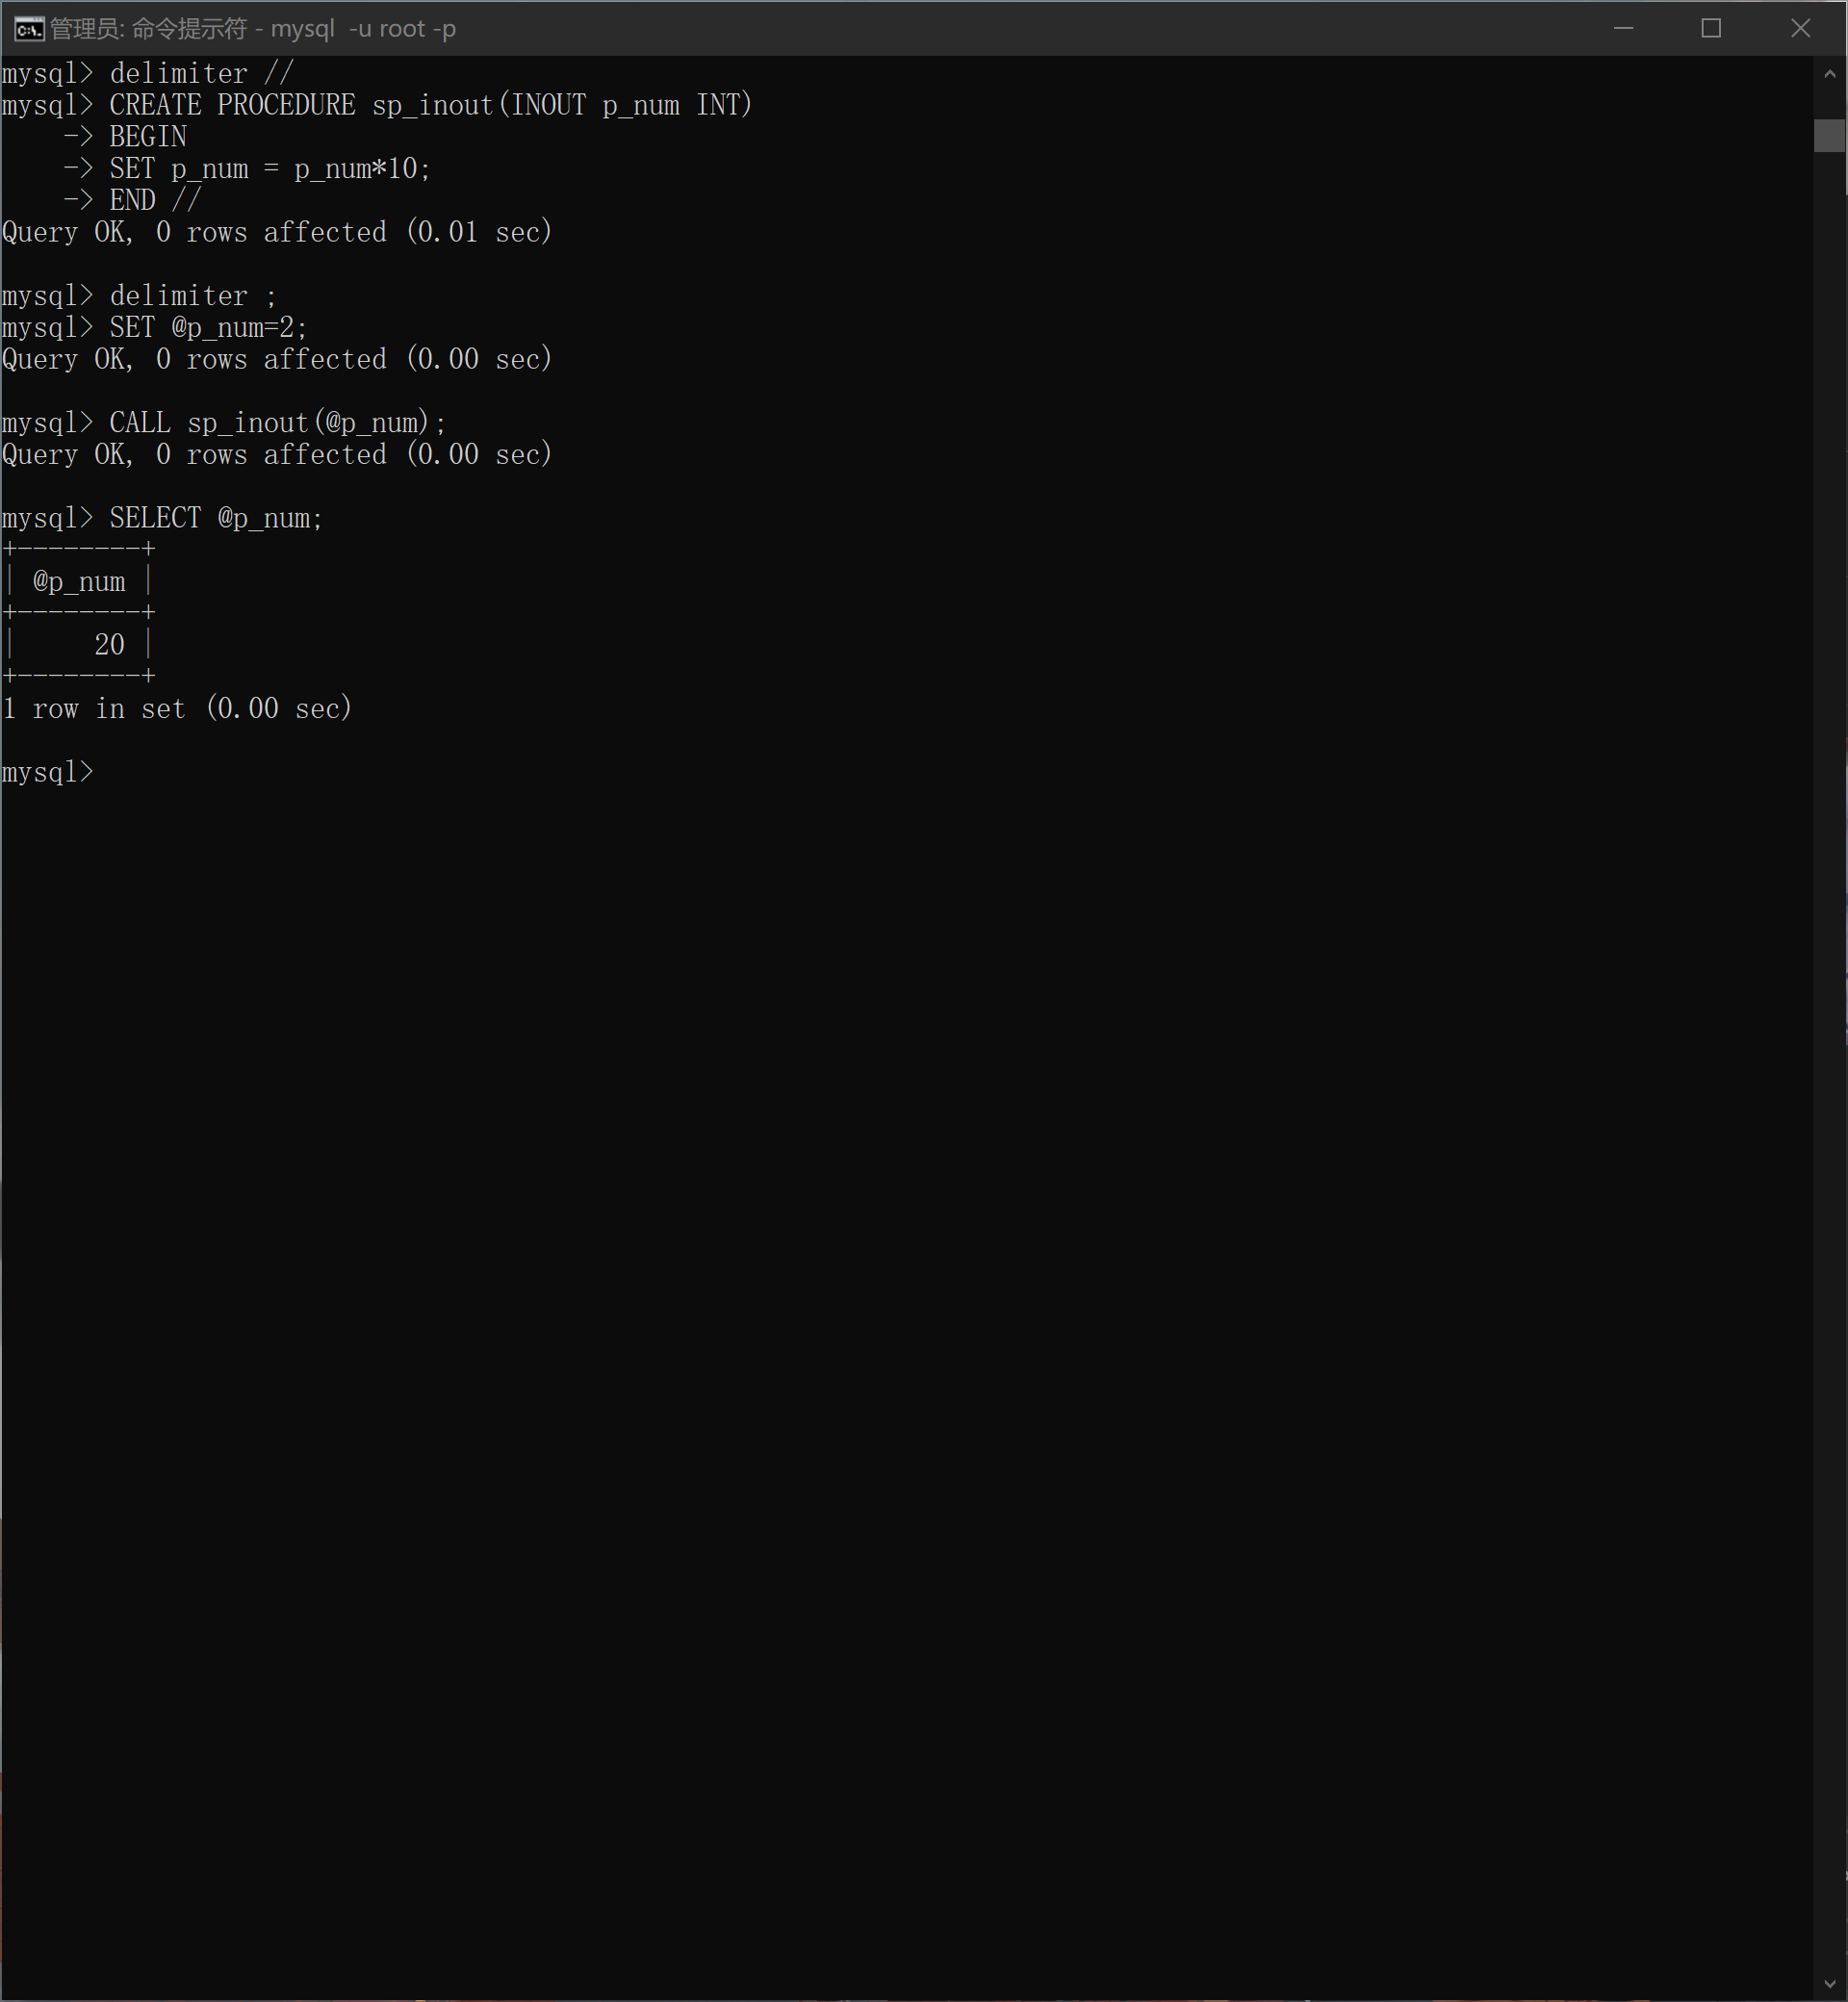 管理员: 命令提示符 - mysql  -u root -p
mysql> delimiter //
mysql> CREATE PROCEDURE sp_inout(INOUT p_num INT)
    -> BEGIN
    -> SET p_num = p_num*10;
    -> END //
Query OK, 0 rows affected (0.01 sec)
mysql> delimiter ;
mysql> SET @p_num=2;
Query OK, 0 rows affected (0.00 sec)
mysql> CALL sp_inout(@p_num);
Query OK, 0 rows affected (0.00 sec)
mysql> SELECT @p_num;
+--------+
| @p_num |
+--------+
|     20 |
+--------+
1 row in set (0.00 sec)
mysql>